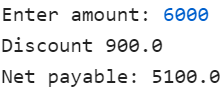 Enter amount: 6000
Discount 900.0
Net payable: 5100.0